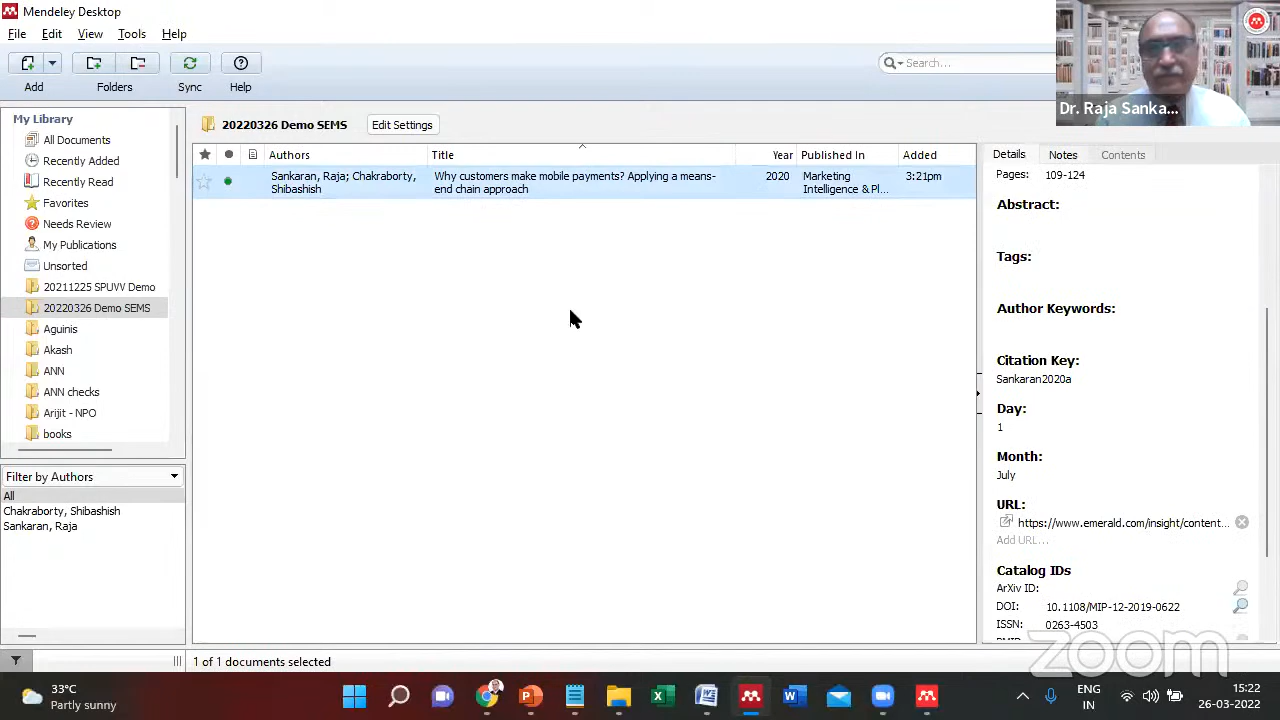 Mendeley Desktop
File Edit View Tools Help
Add Folders Sync Help
Search...
Dr. Raja Sanka...
My Library
All Documents
Recently Added
Recently Read
Favorites
Needs Review
My Publications
Unsorted
20211225 SPUVV Demo
20220326 Demo SEMS
Aguinis
Akash
ANN
ANN checks
Arijit - NPO
books
Filter by Authors
All
Chakraborty, Shibashish
Sankaran, Raja
20220326 Demo SEMS Edit Settings
Authors Title Year Published In Added
Sankaran, Raja; Chakraborty, Why customers make mobile payments? Applying a means- 2020 Marketing 3:21pm
Shibashish end chain approach Intelligence & Pl...
Details Notes Contents
Pages: 109-124
Abstract:
Tags:
Author Keywords:
Citation Key:
Sankaran2020a
Day:
1
Month:
July
URL:
https://www.emerald.com/insight/content...
Add URL...
Catalog IDs
ArXiv ID:
DOI: 10.1108/MIP-12-2019-0622
ISSN: 0263-4503
zoom
1 of 1 documents selected
33°C
Partly sunny
ENG
IN
15:22
26-03-2022